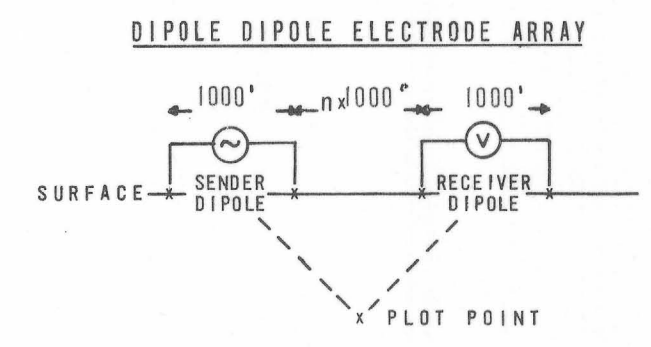 DIPOLE DIPOLE ELECTRODE ARRAY
1000' n x 1000' 1000'
~ V
SURFACE x SENDER x x RECEIVER x
DIPOLE DIPOLE
x PLOT POINT